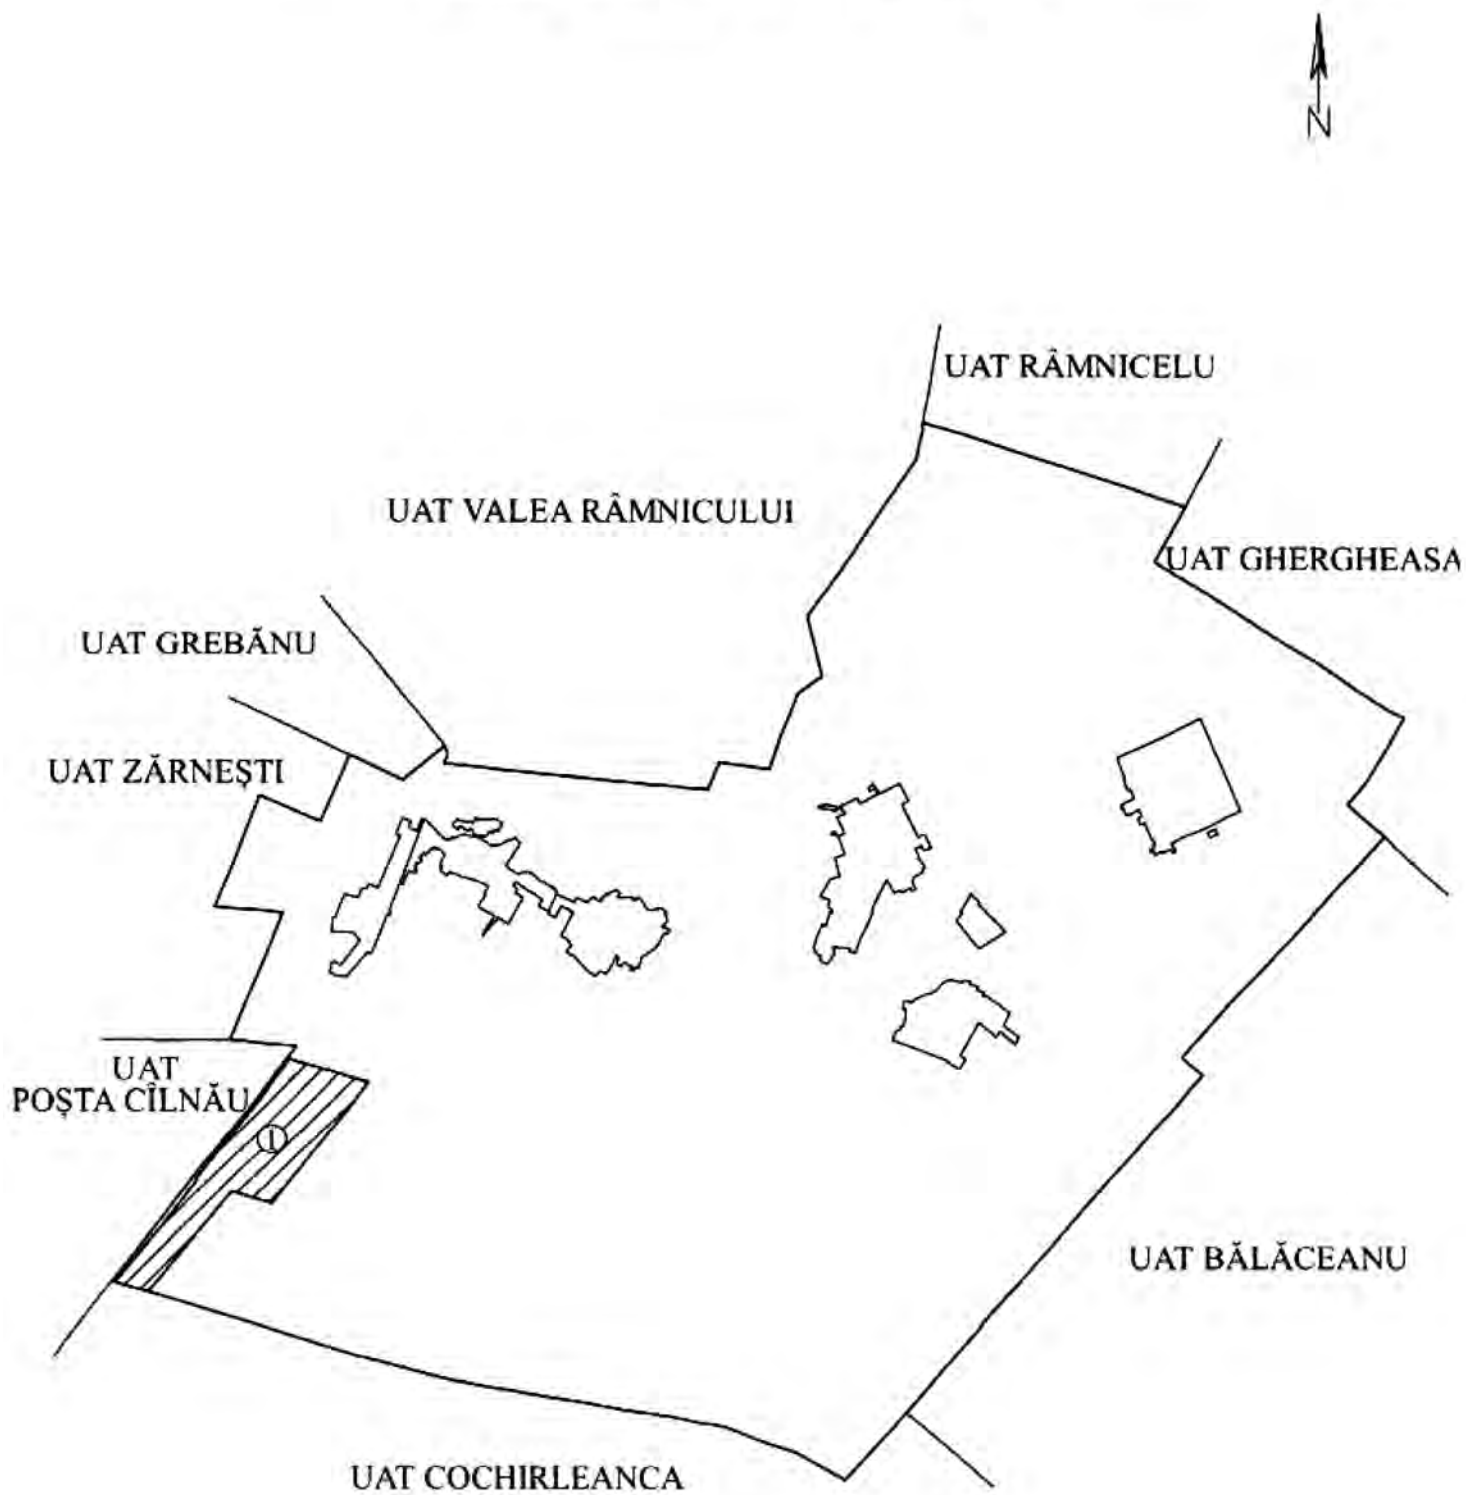 N
UAT RÂMNICELU
UAT VALEA RÂMNICULUI
UAT GHERGHEASA
UAT GREBĂNU
UAT ZĂRNEȘTI
UAT
POȘTA CÎLNĂU
1
UAT BĂLĂCEANU
UAT COCHIRLEANCA